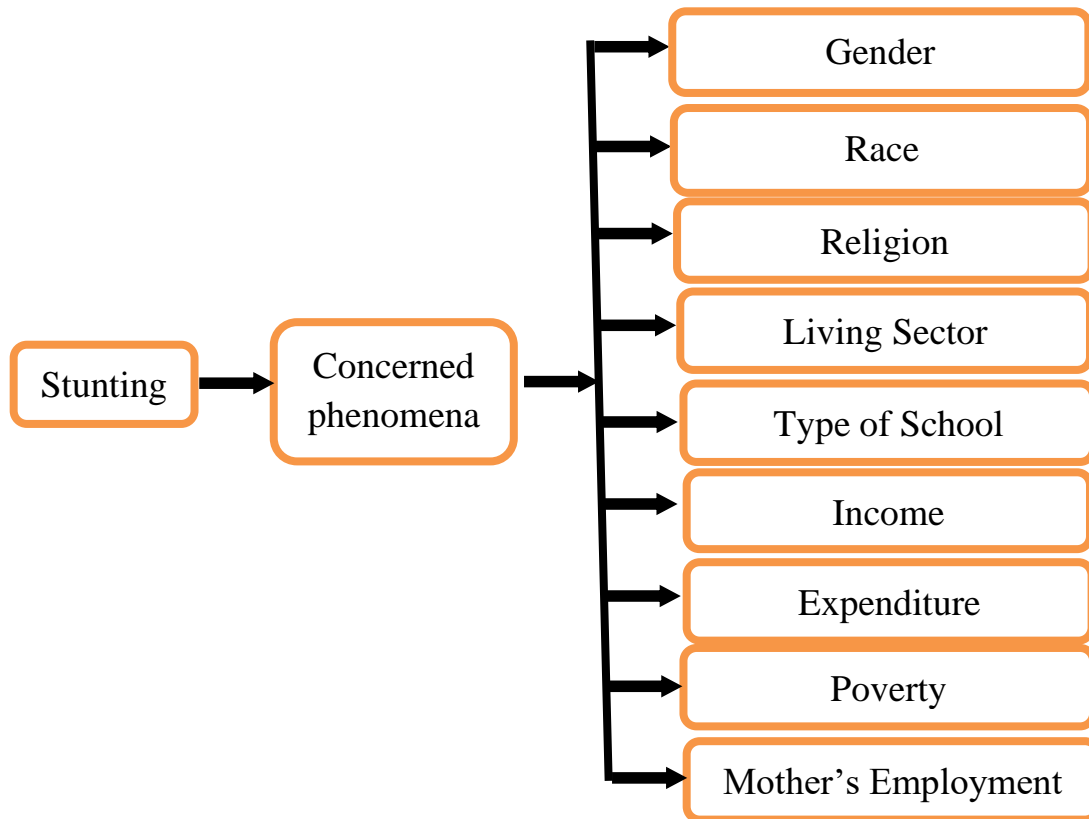 Stunting
Concerned
phenomena
Gender
Race
Religion
Living Sector
Type of School
Income
Expenditure
Poverty
Mother’s Employment